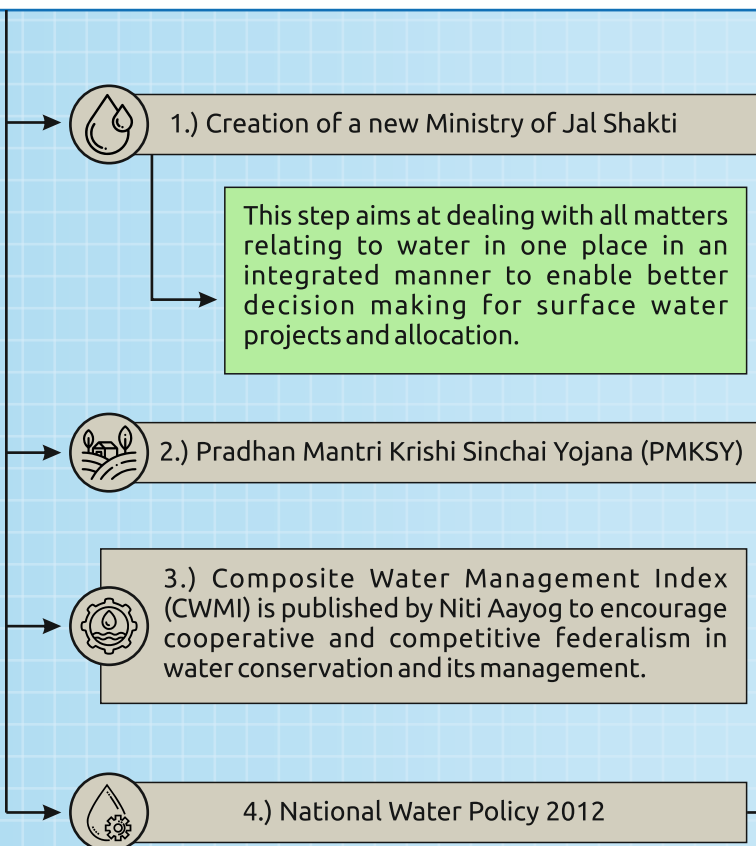 1.) Creation of a new Ministry of Jal Shakti
This step aims at dealing with all matters
relating to water in one place in an
integrated manner to enable better
decision making for surface water
projects and allocation.
2.) Pradhan Mantri Krishi Sinchai Yojana (PMKSY)
3.) Composite Water Management Index
(CWMI) is published by Niti Aayog to encourage
cooperative and competitive federalism in
water conservation and its management.
4.) National Water Policy 2012